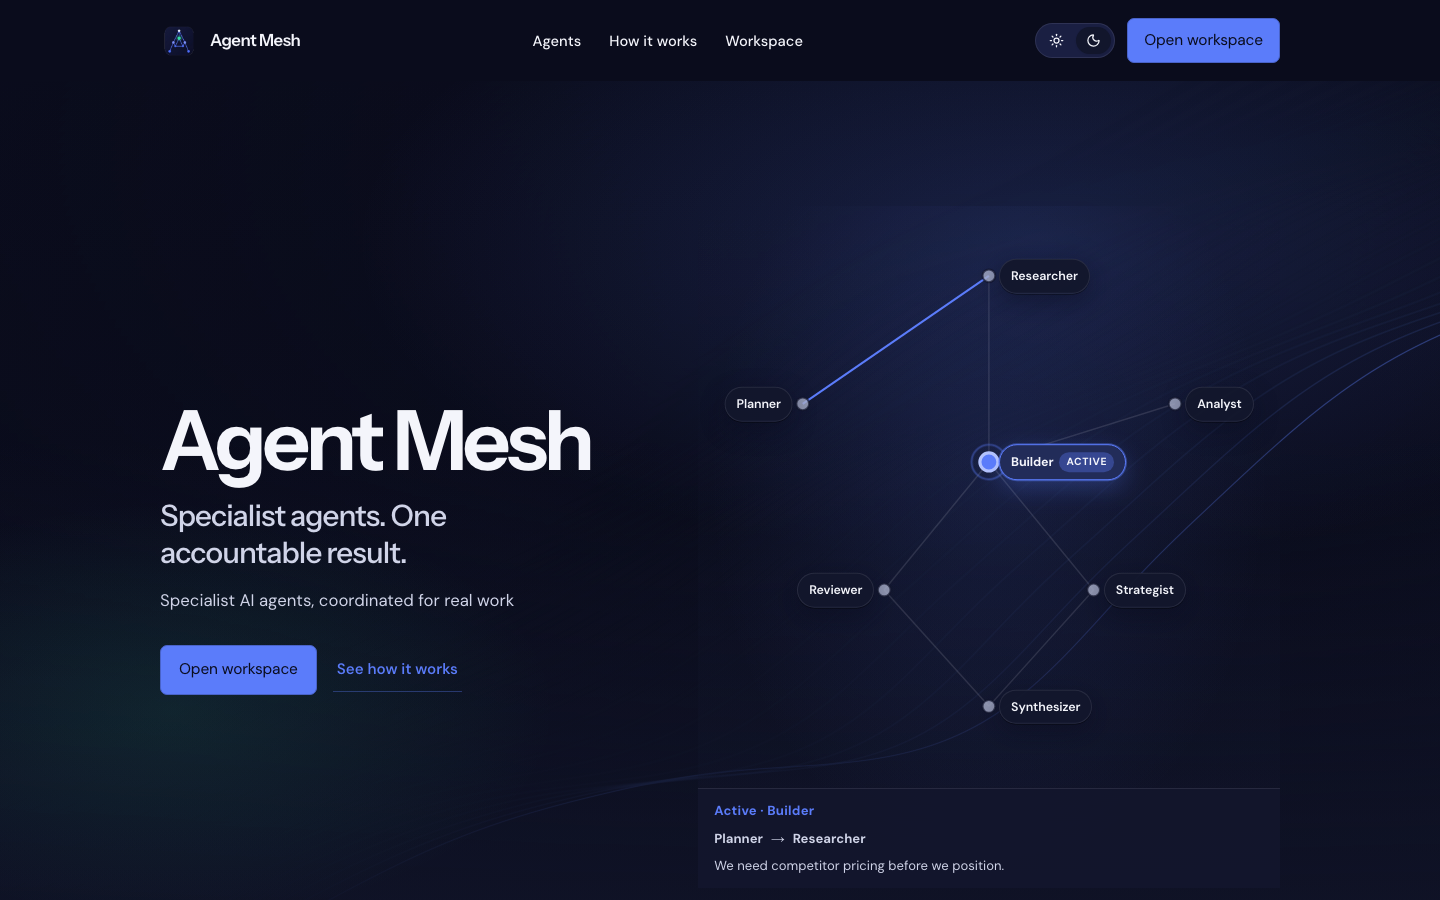 Agent Mesh
Agents
How it works
Workspace
Open workspace
Researcher
Planner
Analyst
Builder ACTIVE
Agent Mesh
Specialist agents. One
accountable result.
Specialist AI agents, coordinated for real work
Open workspace
See how it works
Reviewer
Strategist
Synthesizer
Active · Builder
Planner → Researcher
We need competitor pricing before we position.